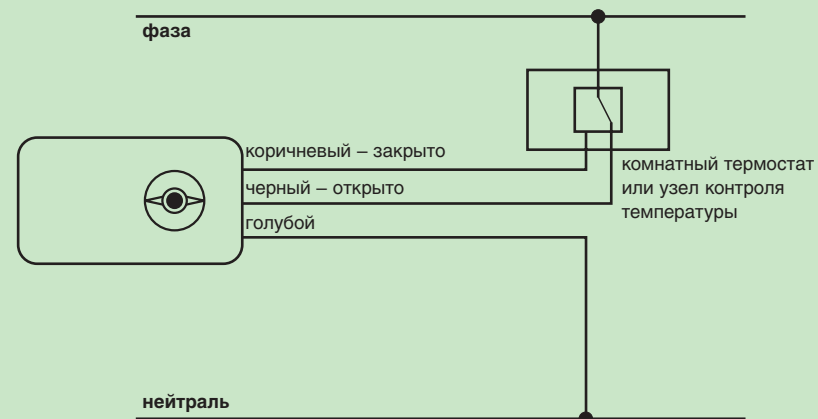 фаза
коричневый – закрыто
черный – открыто
голубой
комнатный термостат
или узел контроля
температуры
нейтраль